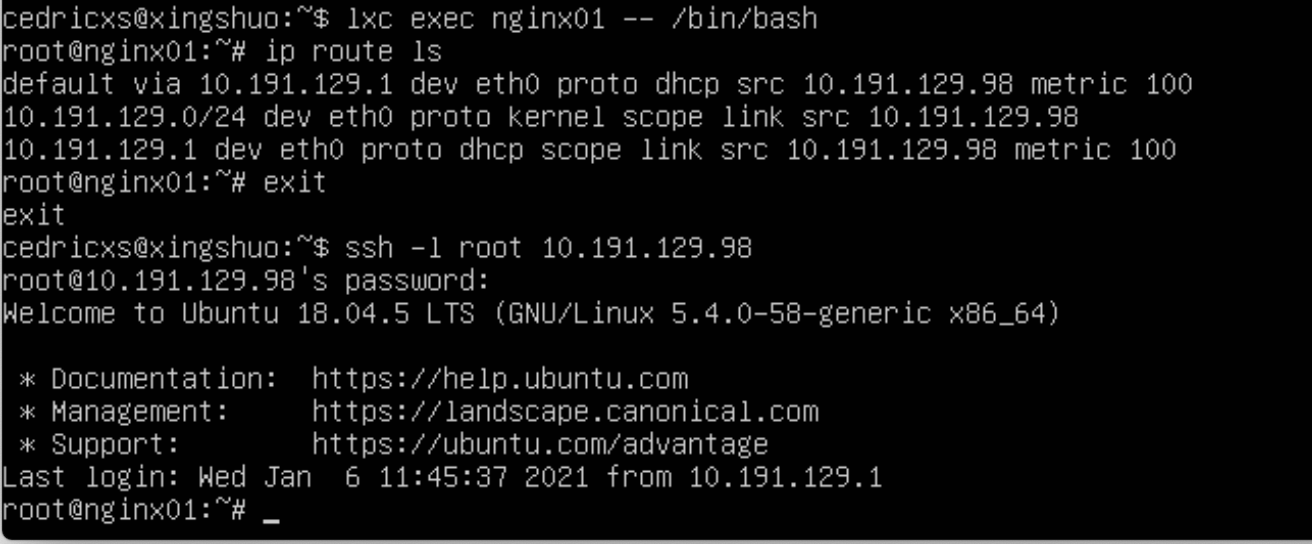 cedricxs@xingshuo:~$ lxc exec nginx01 -- /bin/bash
root@nginx01:~# ip route ls
default via 10.191.129.1 dev eth0 proto dhcp src 10.191.129.98 metric 100
10.191.129.0/24 dev eth0 proto kernel scope link src 10.191.129.98
10.191.129.1 dev eth0 proto dhcp scope link src 10.191.129.98 metric 100
root@nginx01:~# exit
exit
cedricxs@xingshuo:~$ ssh -l root 10.191.129.98
root@10.191.129.98's password:
Welcome to Ubuntu 18.04.5 LTS (GNU/Linux 5.4.0-58-generic x86_64)

 * Documentation:  https://help.ubuntu.com
 * Management:     https://landscape.canonical.com
 * Support:        https://ubuntu.com/advantage
Last login: Wed Jan  6 11:45:37 2021 from 10.191.129.1
root@nginx01:~# _